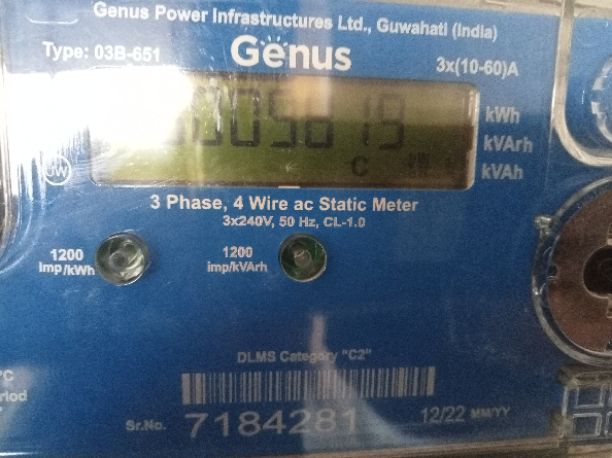 Genus Power Infrastructures Ltd., Guwahati (India)
Type: 03B-651
Genus
3x(10-60)A
kWh
kVArh
kVAh
C
UW
3 Phase, 4 Wire ac Static Meter
3x240V, 50 Hz, CL-1.0
1200
Imp/kWh
1200
imp/kVArh
DLMS Category "C2"
°C
Sr.No. 7184281 12/22 MM/YY